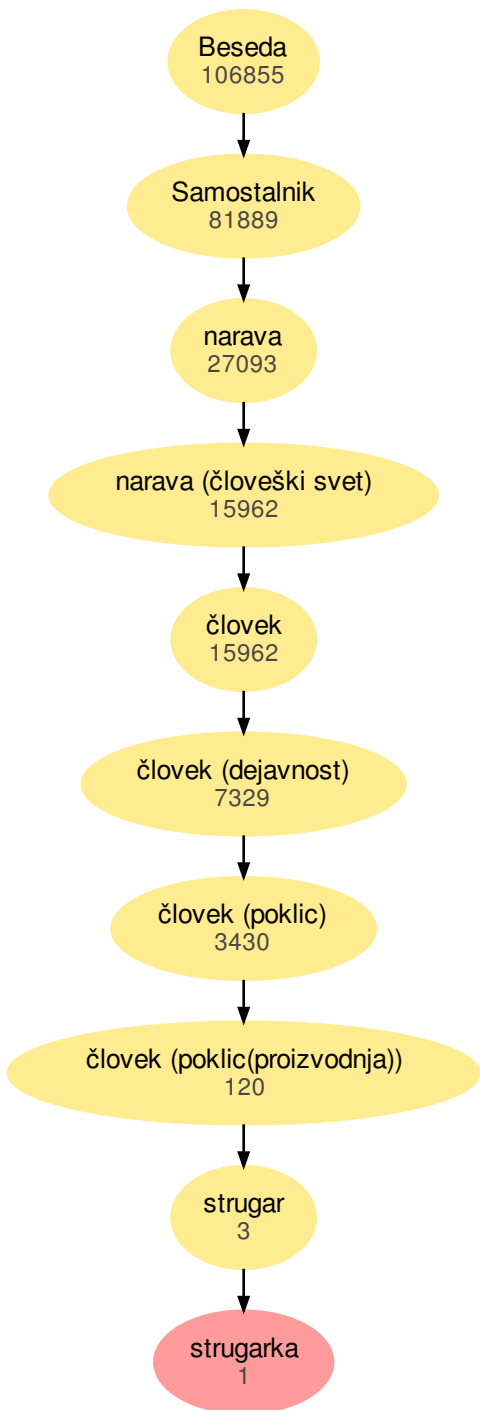 Beseda
106855
Samostalnik
81889
narava
27093
narava (človeški svet)
15962
človek
15962
človek (dejavnost)
7329
človek (poklic)
3430
človek (poklic(proizvodnja))
120
strugar
3
strugarka
1